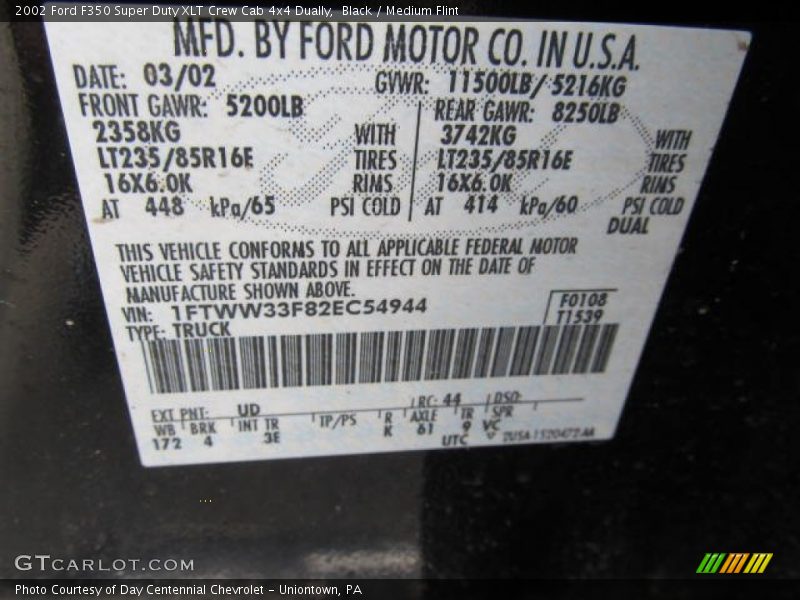 2002 Ford F350 Super Duty XLT Crew Cab 4x4 Dually, Black / Medium Flint
MFD. BY FORD MOTOR CO. IN U.S.A.
DATE: 03/02 GVWR: 11500LB/ 5216KG
FRONT GAWR: 5200LB REAR GAWR: 8250LB
2358KG WITH 3742KG WITH
LT235/85R16E TIRES LT235/85R16E TIRES
16X6.0K RIMS 16X6.0K RIMS
AT 448 kPa/65 PSI COLD AT 414 kPa/60 PSI COLD
DUAL
THIS VEHICLE CONFORMS TO ALL APPLICABLE FEDERAL MOTOR
VEHICLE SAFETY STANDARDS IN EFFECT ON THE DATE OF
MANUFACTURE SHOWN ABOVE.
VIN: 1FTWW33F82EC54944 F0108
TYPE: TRUCK T1539
EXT PNT: UD RC: 44 DSO:
WB BRK INT TR TP/PS R AXLE TR SPR
172 4 3E K 61 9 VC
UTC
GTCARLOT.COM
Photo Courtesy of Day Centennial Chevrolet - Uniontown, PA